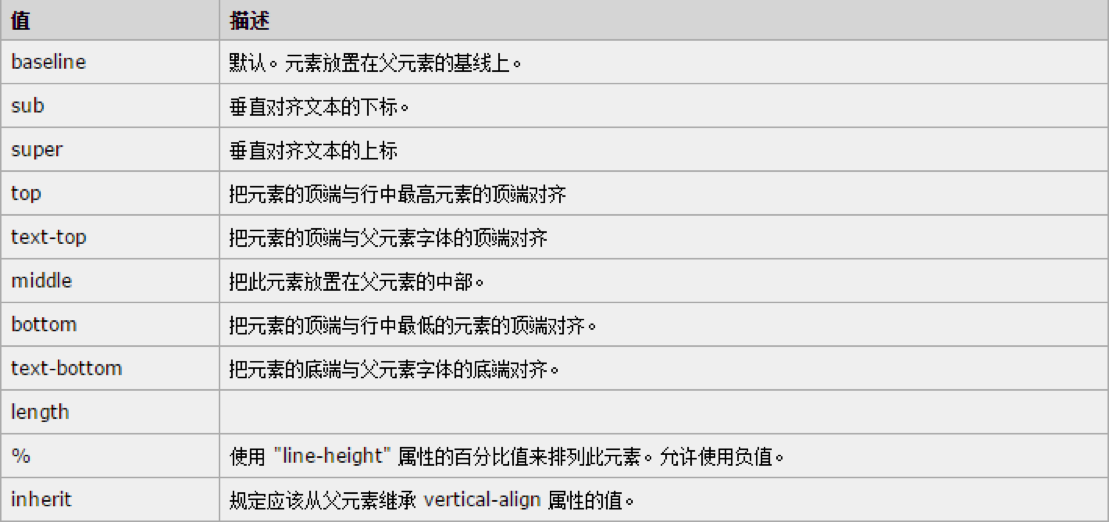 值 描述
baseline 默认。元素放置在父元素的基线上。
sub 垂直对齐文本的下标。
super 垂直对齐文本的上标
top 把元素的顶端与行中最高元素的顶端对齐
text-top 把元素的顶端与父元素字体的顶端对齐
middle 把此元素放置在父元素的中部。
bottom 把元素的顶端与行中最低的元素的顶端对齐。
text-bottom 把元素的底端与父元素字体的底端对齐。
length
% 使用 "line-height" 属性的百分比值来排列此元素。允许使用负值。
inherit 规定应该从父元素继承 vertical-align 属性的值。